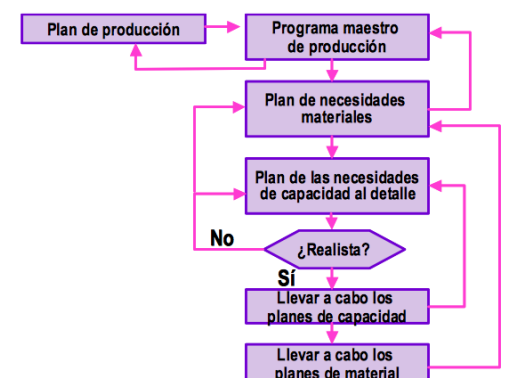 Plan de producción
Programa maestro
de producción
Plan de necesidades
materiales
Plan de las necesidades
de capacidad al detalle
No
¿Realista?
Sí
Llevar a cabo los
planes de capacidad
Llevar a cabo los
planes de material